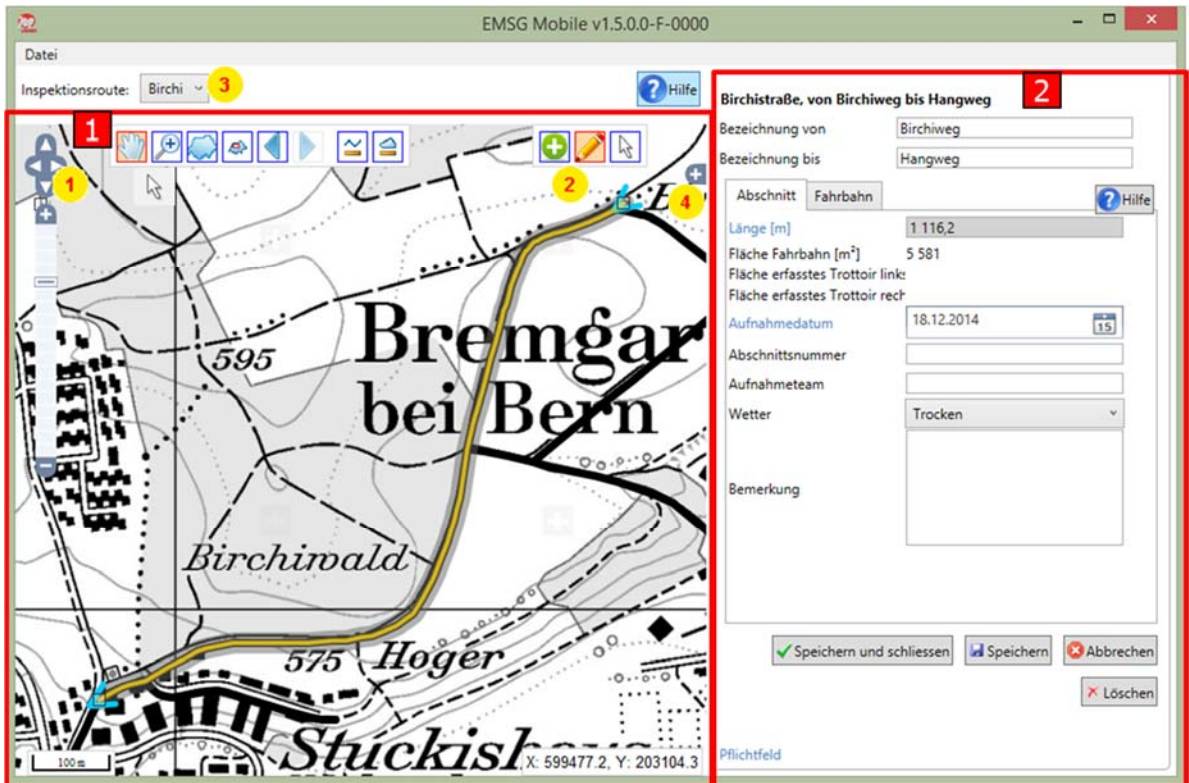 EMSG Mobile v1.5.0.0-F-0000
Datei
Inspektionsroute: Birchi 3
Hilfe
1
1
2
4
595
Bremgar
bei Bern
Birchiwald
575 Hoger
Stuckish
100 m
X: 599477.2, Y: 203104.3
2
Birchistraße, von Birchiweg bis Hangweg
Bezeichnung von Birchiweg
Bezeichnung bis Hangweg
Abschnitt Fahrbahn
Hilfe
Länge [m] 1 116,2
Fläche Fahrbahn [m²] 5 581
Fläche erfasstes Trottoir links
Fläche erfasstes Trottoir rech
Aufnahmedatum 18.12.2014 15
Abschnittsnummer
Aufnahmeteam
Wetter Trocken
Bemerkung
Speichern und schliessen Speichern Abbrechen
Löschen
Pflichtfeld